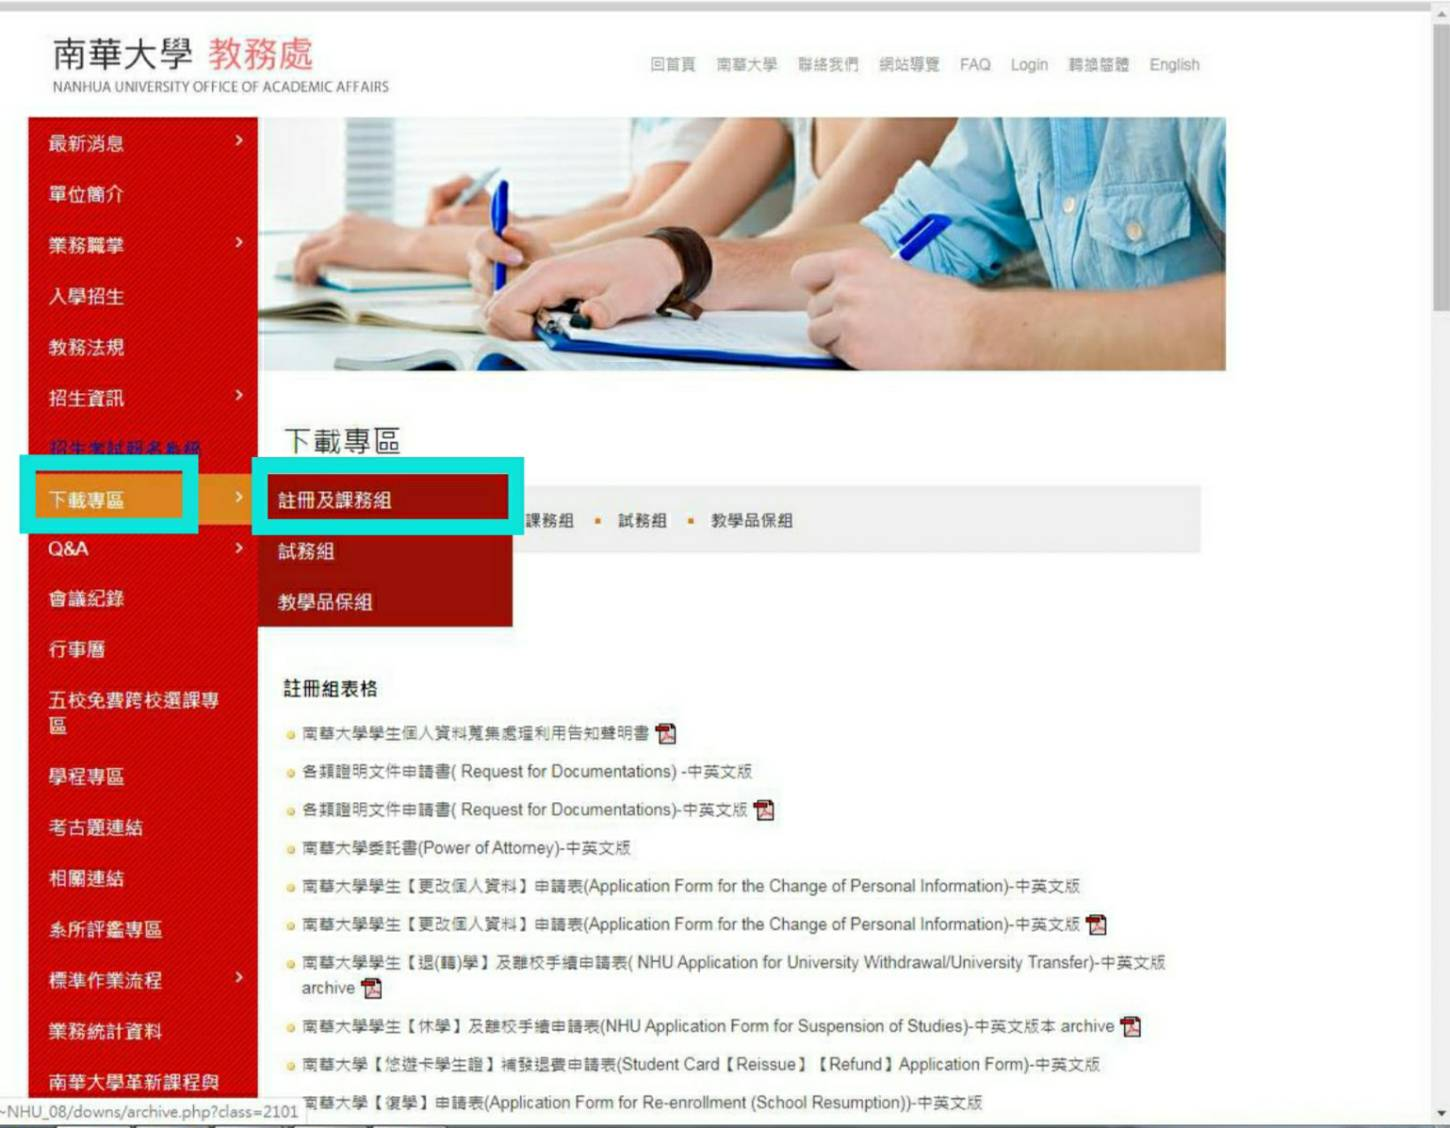 南華大學 教務處
NANHUA UNIVERSITY OFFICE OF ACADEMIC AFFAIRS
回首頁 南華大學 聯絡我們 網站導覽 FAQ Login 轉換簡體 English
最新消息
單位簡介
業務職掌
入學招生
教務法規
招生資訊
招生考試報名系統
下載專區
Q&A
會議紀錄
行事曆
五校免費跨校選課專
區
學程專區
考古題連結
相關連結
系所評鑑專區
標準作業流程
業務統計資料
南華大學革新課程與
註冊及課務組
試務組
教學品保組
下載專區
課務組 ▪ 試務組 ▪ 教學品保組
註冊組表格
南華大學學生個人資料蒐集處理利用告知聲明書
各類證明文件申請書( Request for Documentations) -中英文版
各類證明文件申請書( Request for Documentations)-中英文版
南華大學委託書(Power of Attorney)-中英文版
南華大學學生【更改個人資料】申請表(Application Form for the Change of Personal Information)-中英文版
南華大學學生【更改個人資料】申請表(Application Form for the Change of Personal Information)-中英文版
南華大學學生【退(轉)學】及離校手續申請表( NHU Application for University Withdrawal/University Transfer)-中英文版
archive
南華大學學生【休學】及離校手續申請表(NHU Application Form for Suspension of Studies)-中英文版本 archive
南華大學【悠遊卡學生證】補發退費申請表(Student Card【Reissue】【Refund】Application Form)-中英文版
南華大學【復學】申請表(Application Form for Re-enrollment (School Resumption))-中英文版
~NHU_08/downs/archive.php?class=2101